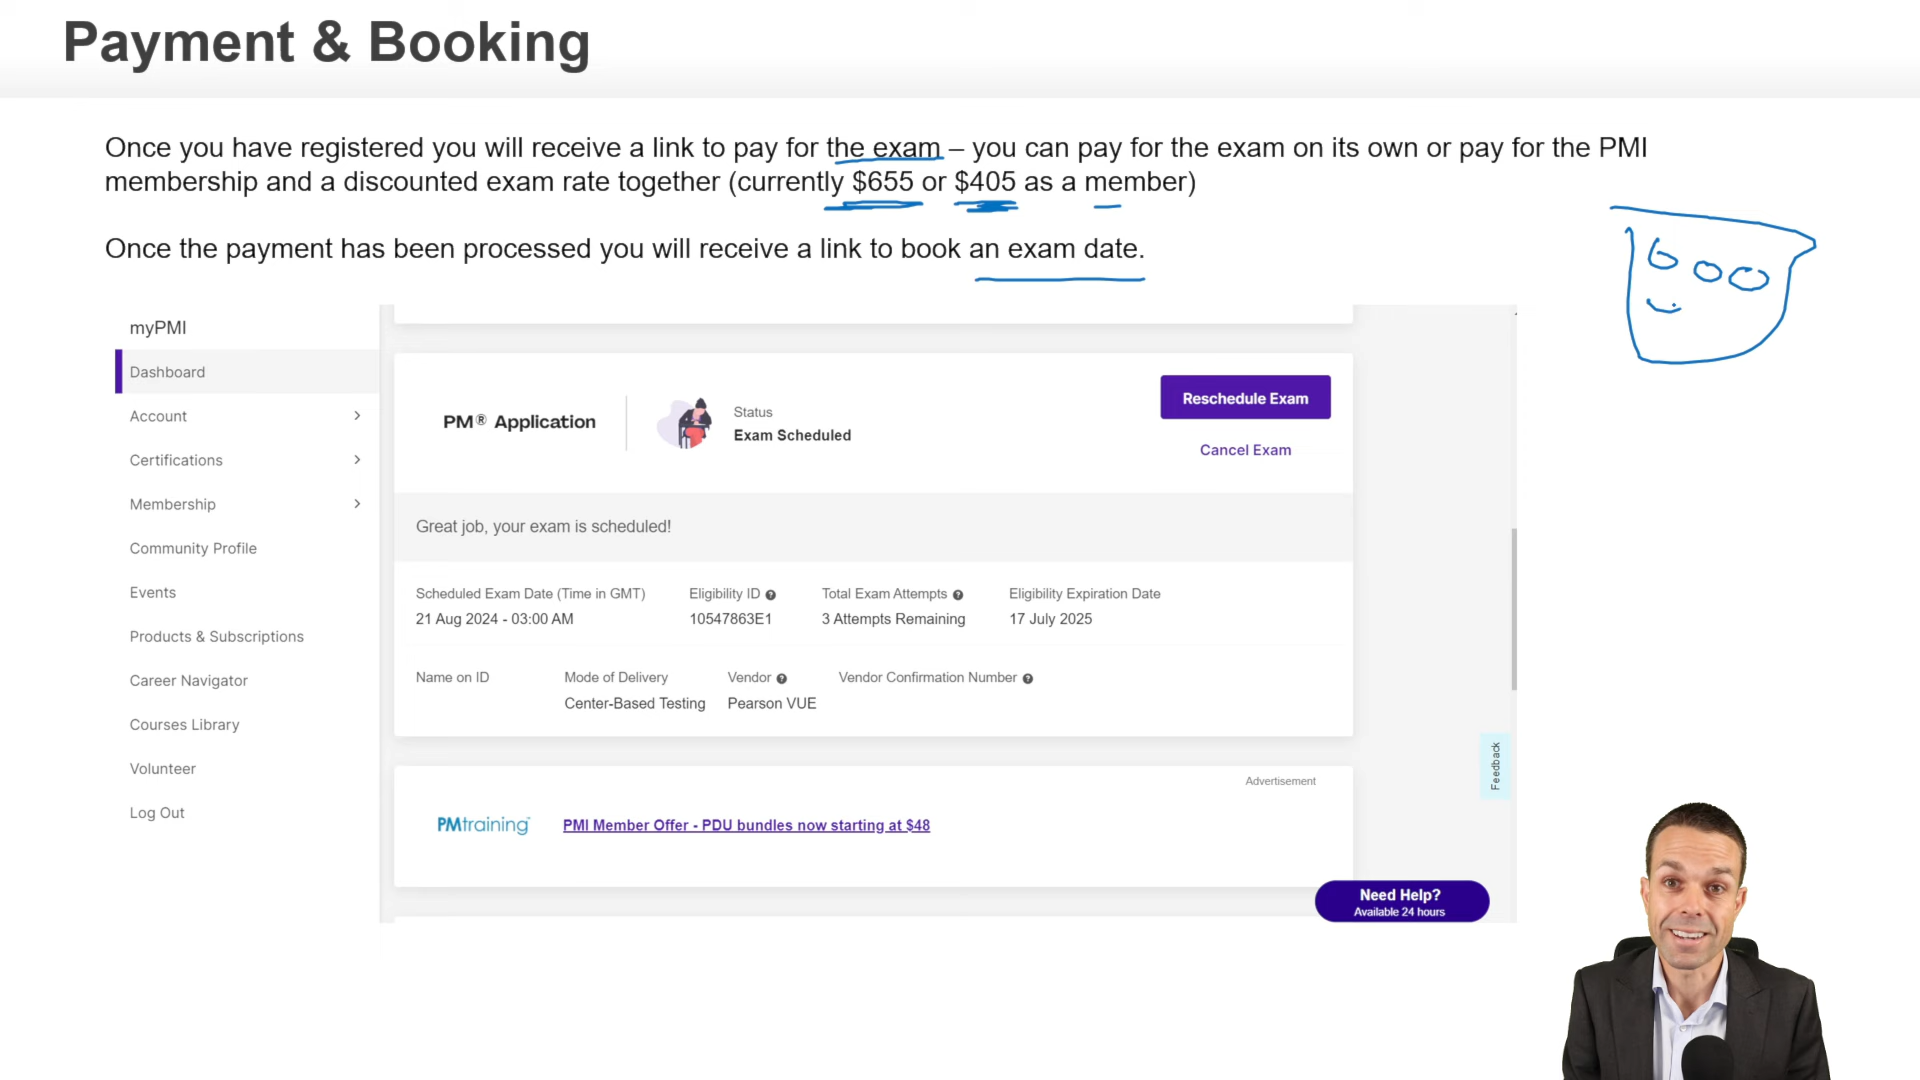 Payment & Booking
Once you have registered you will receive a link to pay for the exam – you can pay for the exam on its own or pay for the PMI
membership and a discounted exam rate together (currently $655 or $405 as a member)
Once the payment has been processed you will receive a link to book an exam date.
600
myPMI
Dashboard
Account
Certifications
Membership
Community Profile
Events
Products & Subscriptions
Career Navigator
Courses Library
Volunteer
Log Out
PM® Application
Status
Exam Scheduled
Reschedule Exam
Cancel Exam
Great job, your exam is scheduled!
Scheduled Exam Date (Time in GMT) Eligibility ID Total Exam Attempts Eligibility Expiration Date
21 Aug 2024 - 03:00 AM 10547863E1 3 Attempts Remaining 17 July 2025
Name on ID Mode of Delivery Vendor Vendor Confirmation Number
Center-Based Testing Pearson VUE
Advertisement
PMtraining PMI Member Offer - PDU bundles now starting at $48
Feedback
Need Help?
Available 24 hours